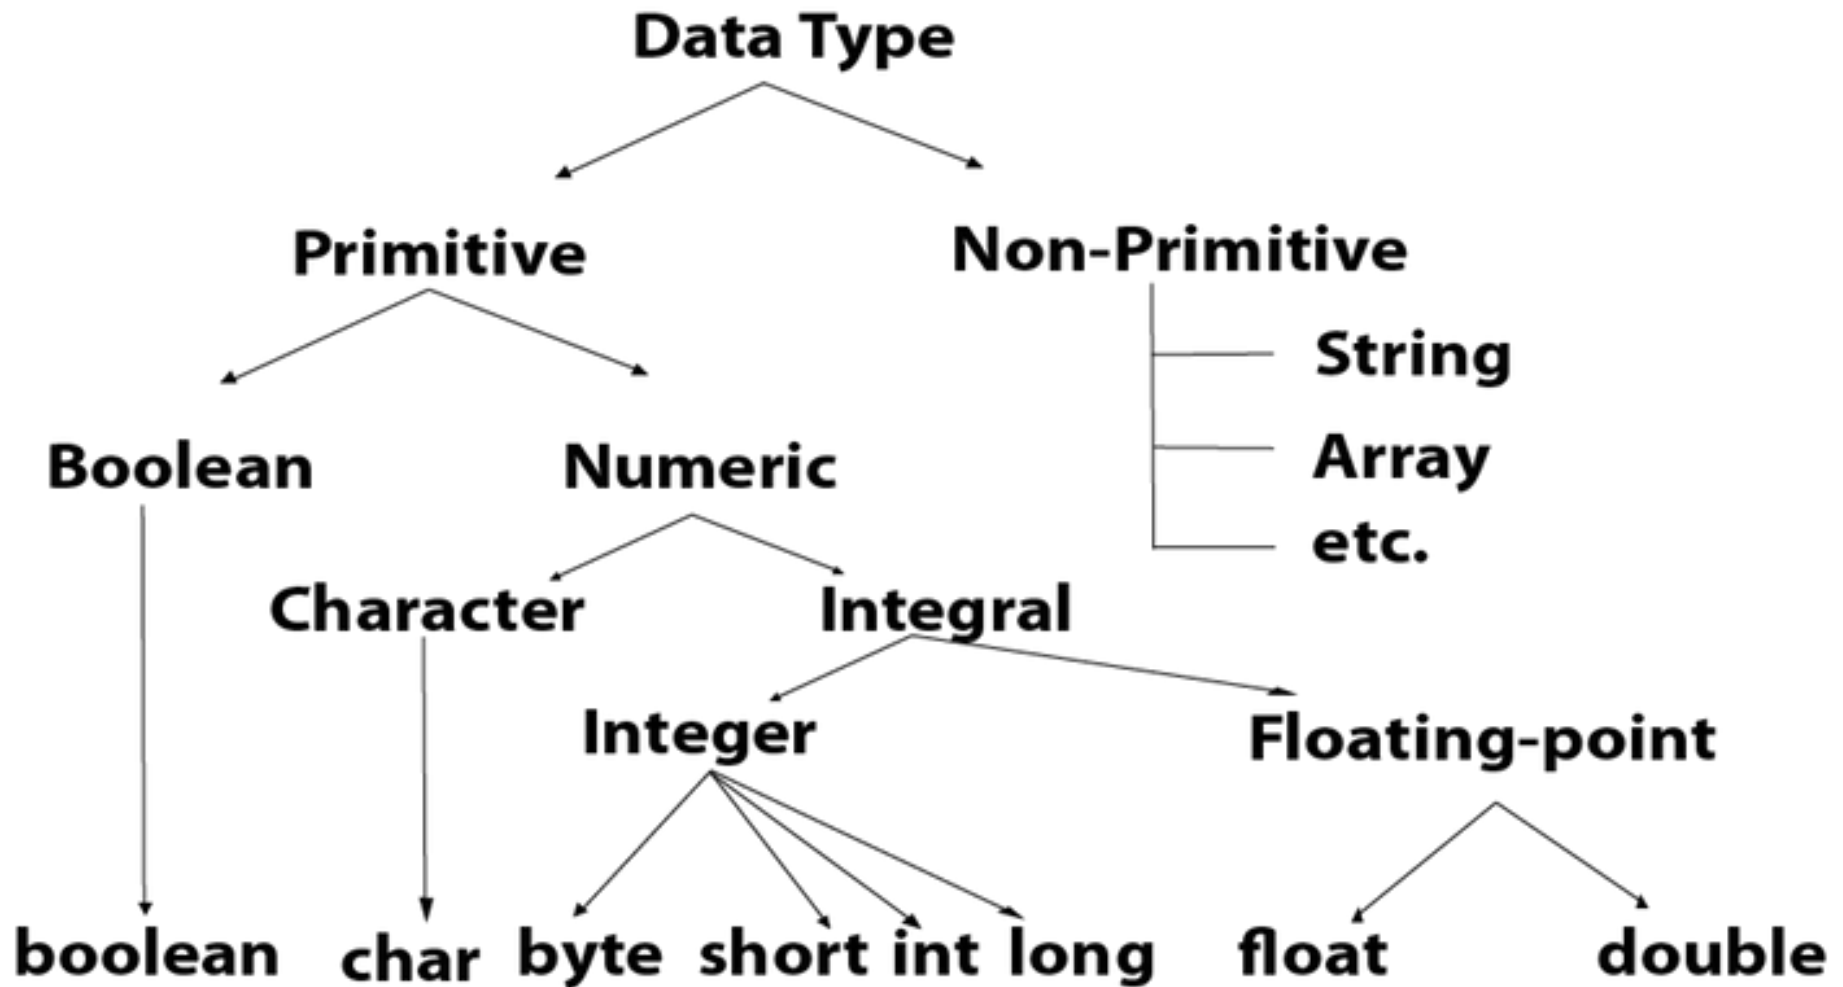 Data Type
Primitive
Non-Primitive
String
Array
etc.
Boolean
Numeric
Character
Integral
Integer
Floating-point
boolean
char
byte
short
int
long
float
double